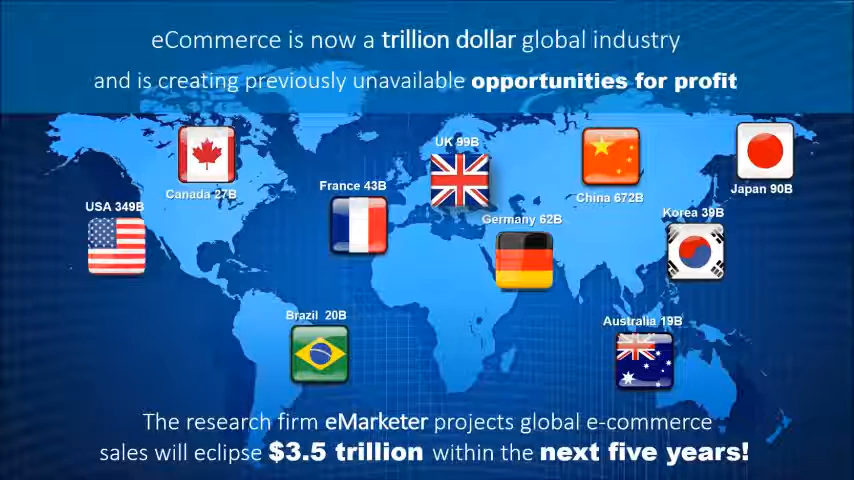 eCommerce is now a trillion dollar global industry
and is creating previously unavailable opportunities for profit
UK 99B
Canada 27B
France 43B
Japan 90B
China 672B
USA 349B
Korea 39B
Germany 62B
Brazil 20B
Australia 19B
The research firm eMarketer projects global e-commerce
sales will eclipse $3.5 trillion within the next five years!